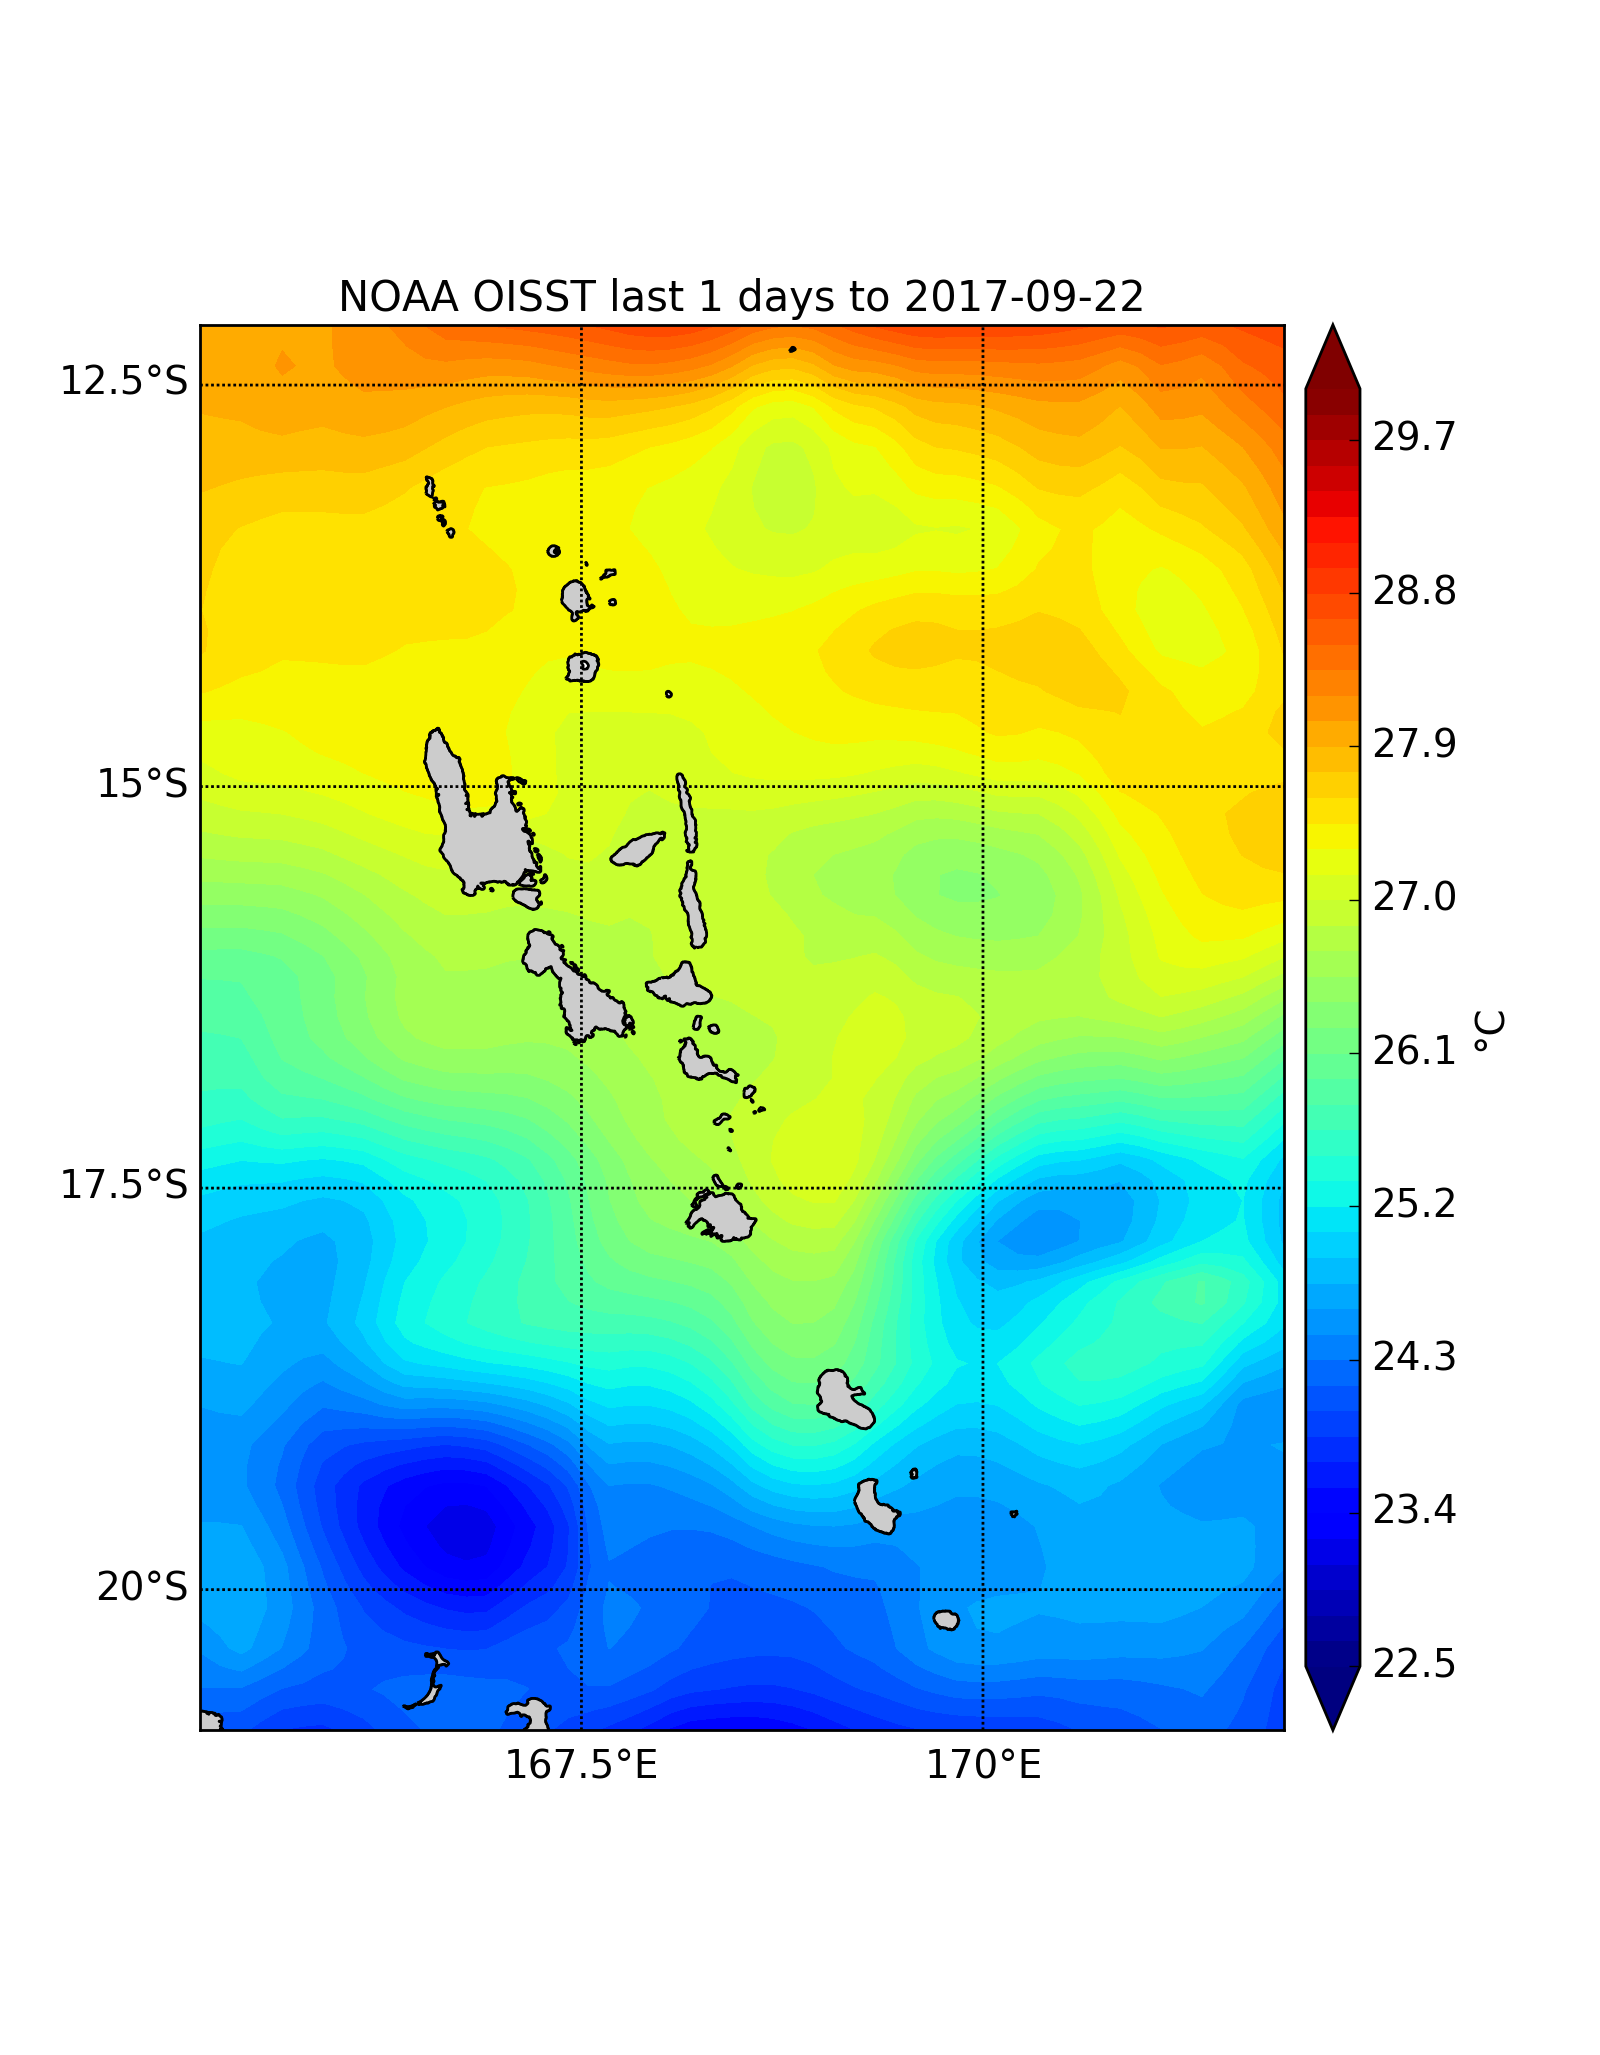 NOAA OISST last 1 days to 2017-09-22
12.5°S
15°S
17.5°S
20°S
167.5°E
170°E
29.7
28.8
27.9
27.0
26.1
25.2
24.3
23.4
22.5
°C